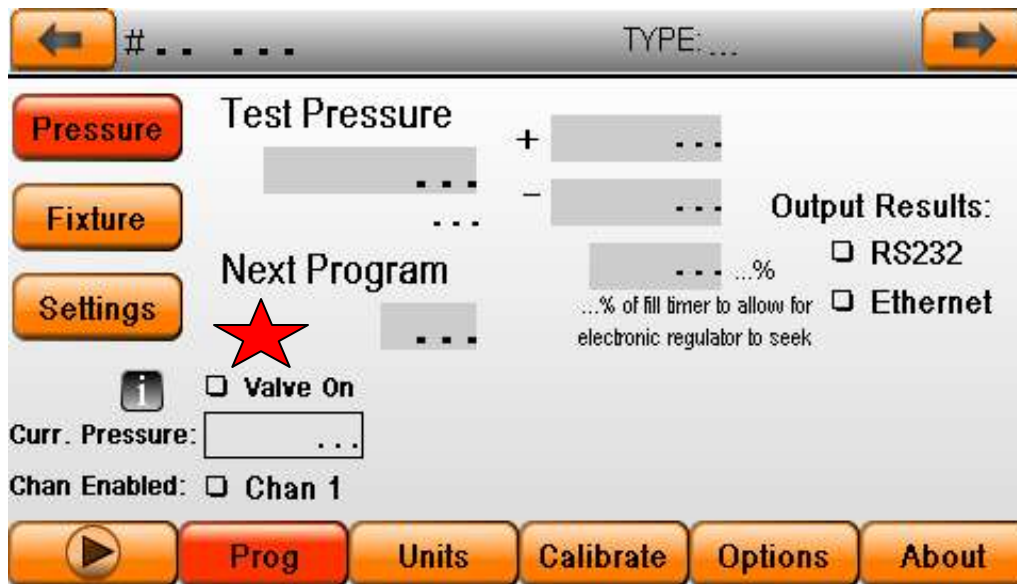 #.. ... TYPE:...
Pressure
Fixture
Settings
Test Pressure
...
...
+ ...
- ...
... ...%
...% of fill timer to allow for
electronic regulator to seek
Output Results:
RS232
Ethernet
Next Program
...
i
Valve On
Curr. Pressure: ...
Chan Enabled: Chan 1
Prog Units Calibrate Options About